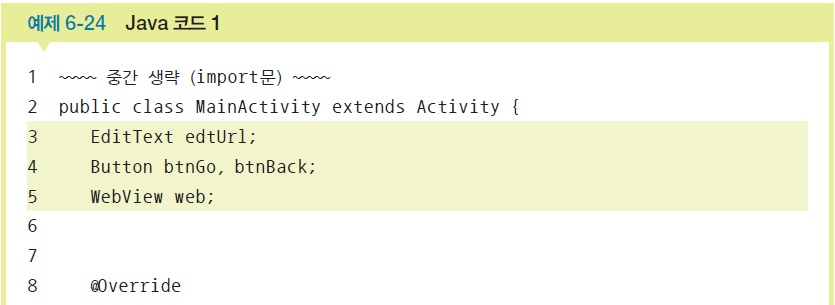 예제 6-24 Java 코드 1
1 ~~~~ 중간 생략 (import문) ~~~~
2 public class MainActivity extends Activity {
3 EditText edtUrl;
4 Button btnGo, btnBack;
5 WebView web;
6
7
8 @Override